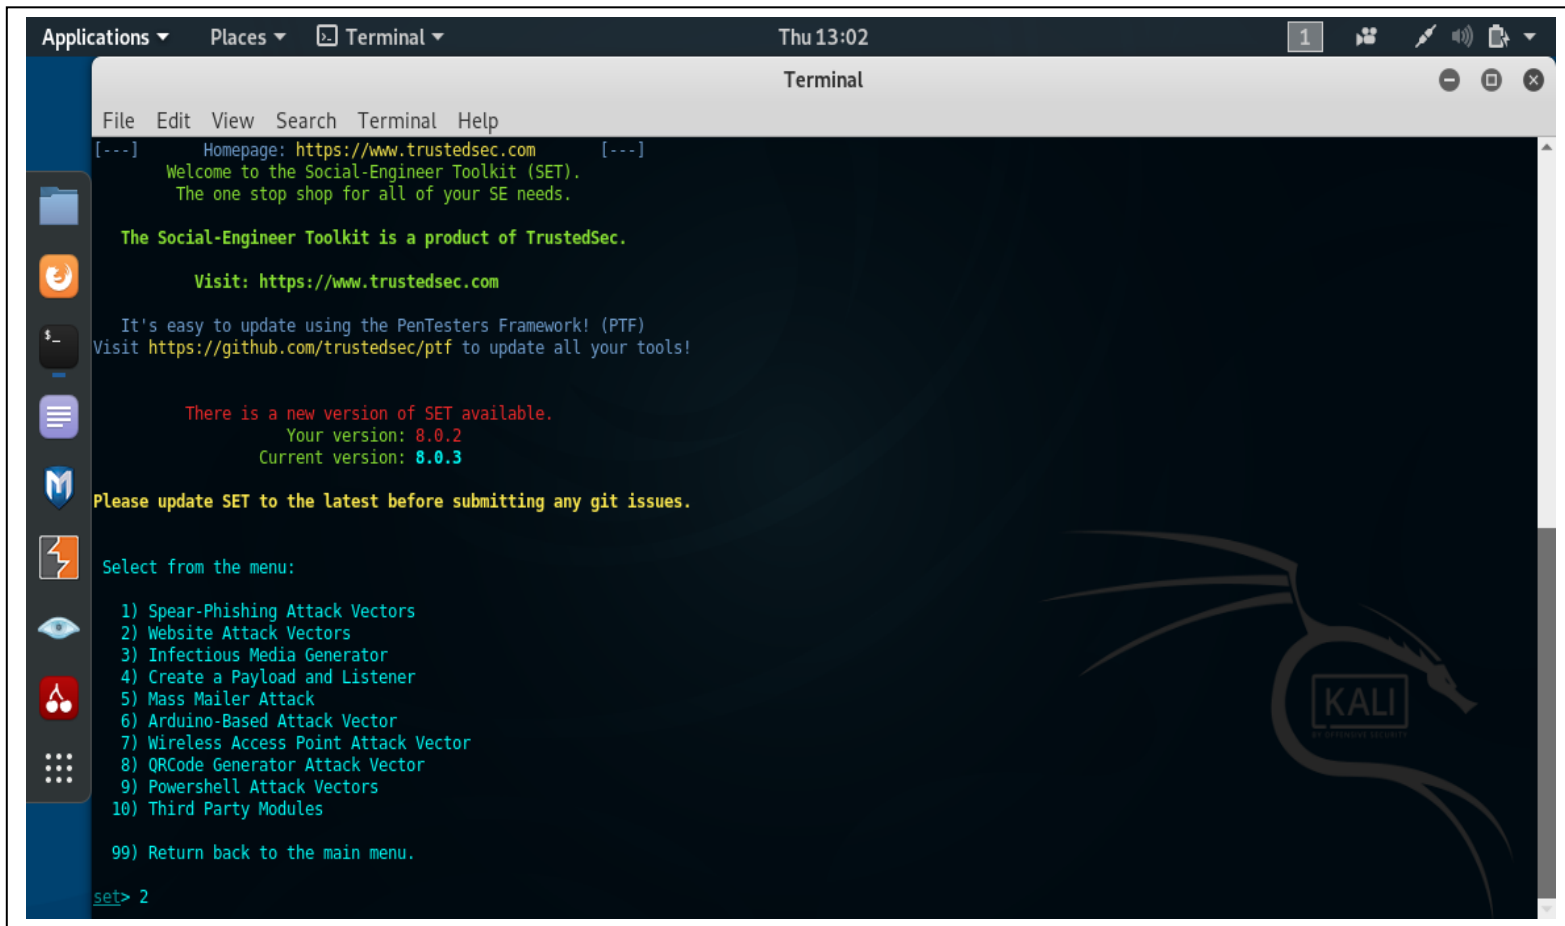 Applications Places Terminal Thu 13:02 1
Terminal
File Edit View Search Terminal Help
[---] Homepage: https://www.trustedsec.com [---]
Welcome to the Social-Engineer Toolkit (SET).
The one stop shop for all of your SE needs.
The Social-Engineer Toolkit is a product of TrustedSec.
Visit: https://www.trustedsec.com
It's easy to update using the PenTesters Framework! (PTF)
Visit https://github.com/trustedsec/ptf to update all your tools!
There is a new version of SET available.
Your version: 8.0.2
Current version: 8.0.3
Please update SET to the latest before submitting any git issues.
Select from the menu:
1) Spear-Phishing Attack Vectors
2) Website Attack Vectors
3) Infectious Media Generator
4) Create a Payload and Listener
5) Mass Mailer Attack
6) Arduino-Based Attack Vector
7) Wireless Access Point Attack Vector
8) QRCode Generator Attack Vector
9) Powershell Attack Vectors
10) Third Party Modules
99) Return back to the main menu.
set> 2
KALI
BY OFFENSIVE SECURITY